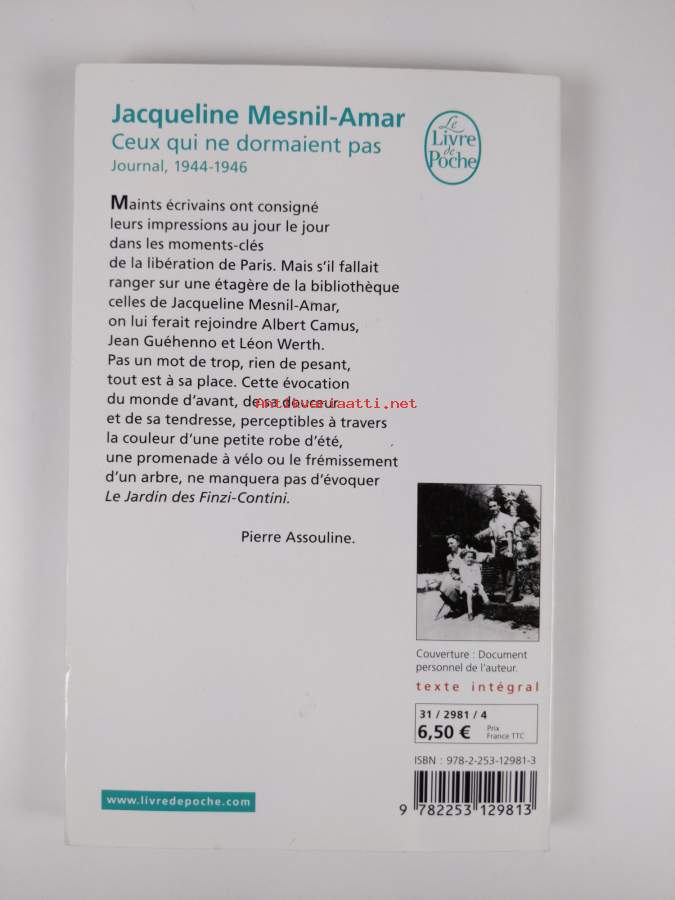 Jacqueline Mesnil-Amar
Ceux qui ne dormaient pas
Journal, 1944-1946
Le
Livre
de
Poche
Maints écrivains ont consigné
leurs impressions au jour le jour
dans les moments-clés
de la libération de Paris. Mais s'il fallait
ranger sur une étagère de la bibliothèque
celles de Jacqueline Mesnil-Amar,
on lui ferait rejoindre Albert Camus,
Jean Guéhenno et Léon Werth.
Pas un mot de trop, rien de pesant,
tout est à sa place. Cette évocation
du monde d'avant, de sa douceur
Antikvariaatti.net
et de sa tendresse, perceptibles à travers
la couleur d'une petite robe d'été,
une promenade à vélo ou le frémissement
d'un arbre, ne manquera pas d'évoquer
Le Jardin des Finzi-Contini.
Pierre Assouline.
Couverture : Document
personnel de l'auteur.
texte intégral
31 / 2981 / 4
6,50 € Prix
France TTC
ISBN : 978-2-253-12981-3
9 782253 129813
www.livredepoche.com